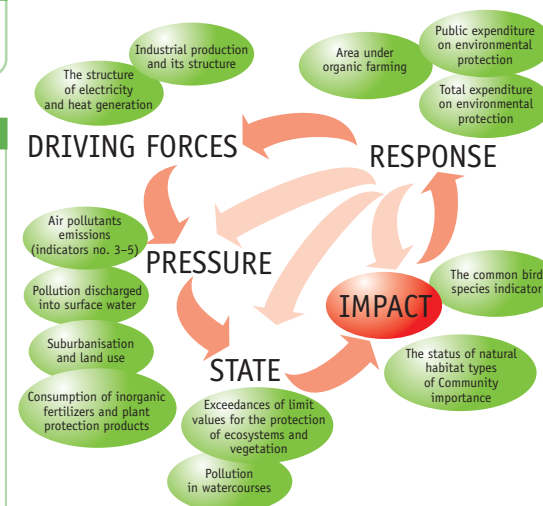 Industrial production
and its structure
The structure
of electricity
and heat generation
Area under
organic farming
Public expenditure
on environmental
protection
Total expenditure
on environmental
protection
DRIVING FORCES
RESPONSE
Air pollutants
emissions
(indicators no. 3–5)
PRESSURE
Pollution discharged
into surface water
The common bird
species indicator
IMPACT
Suburbanisation
and land use
STATE
The status of natural
habitat types
of Community
importance
Consumption of inorganic
fertilizers and plant
protection products
Exceedances of limit
values for the protection
of ecosystems and
vegetation
Pollution
in watercourses